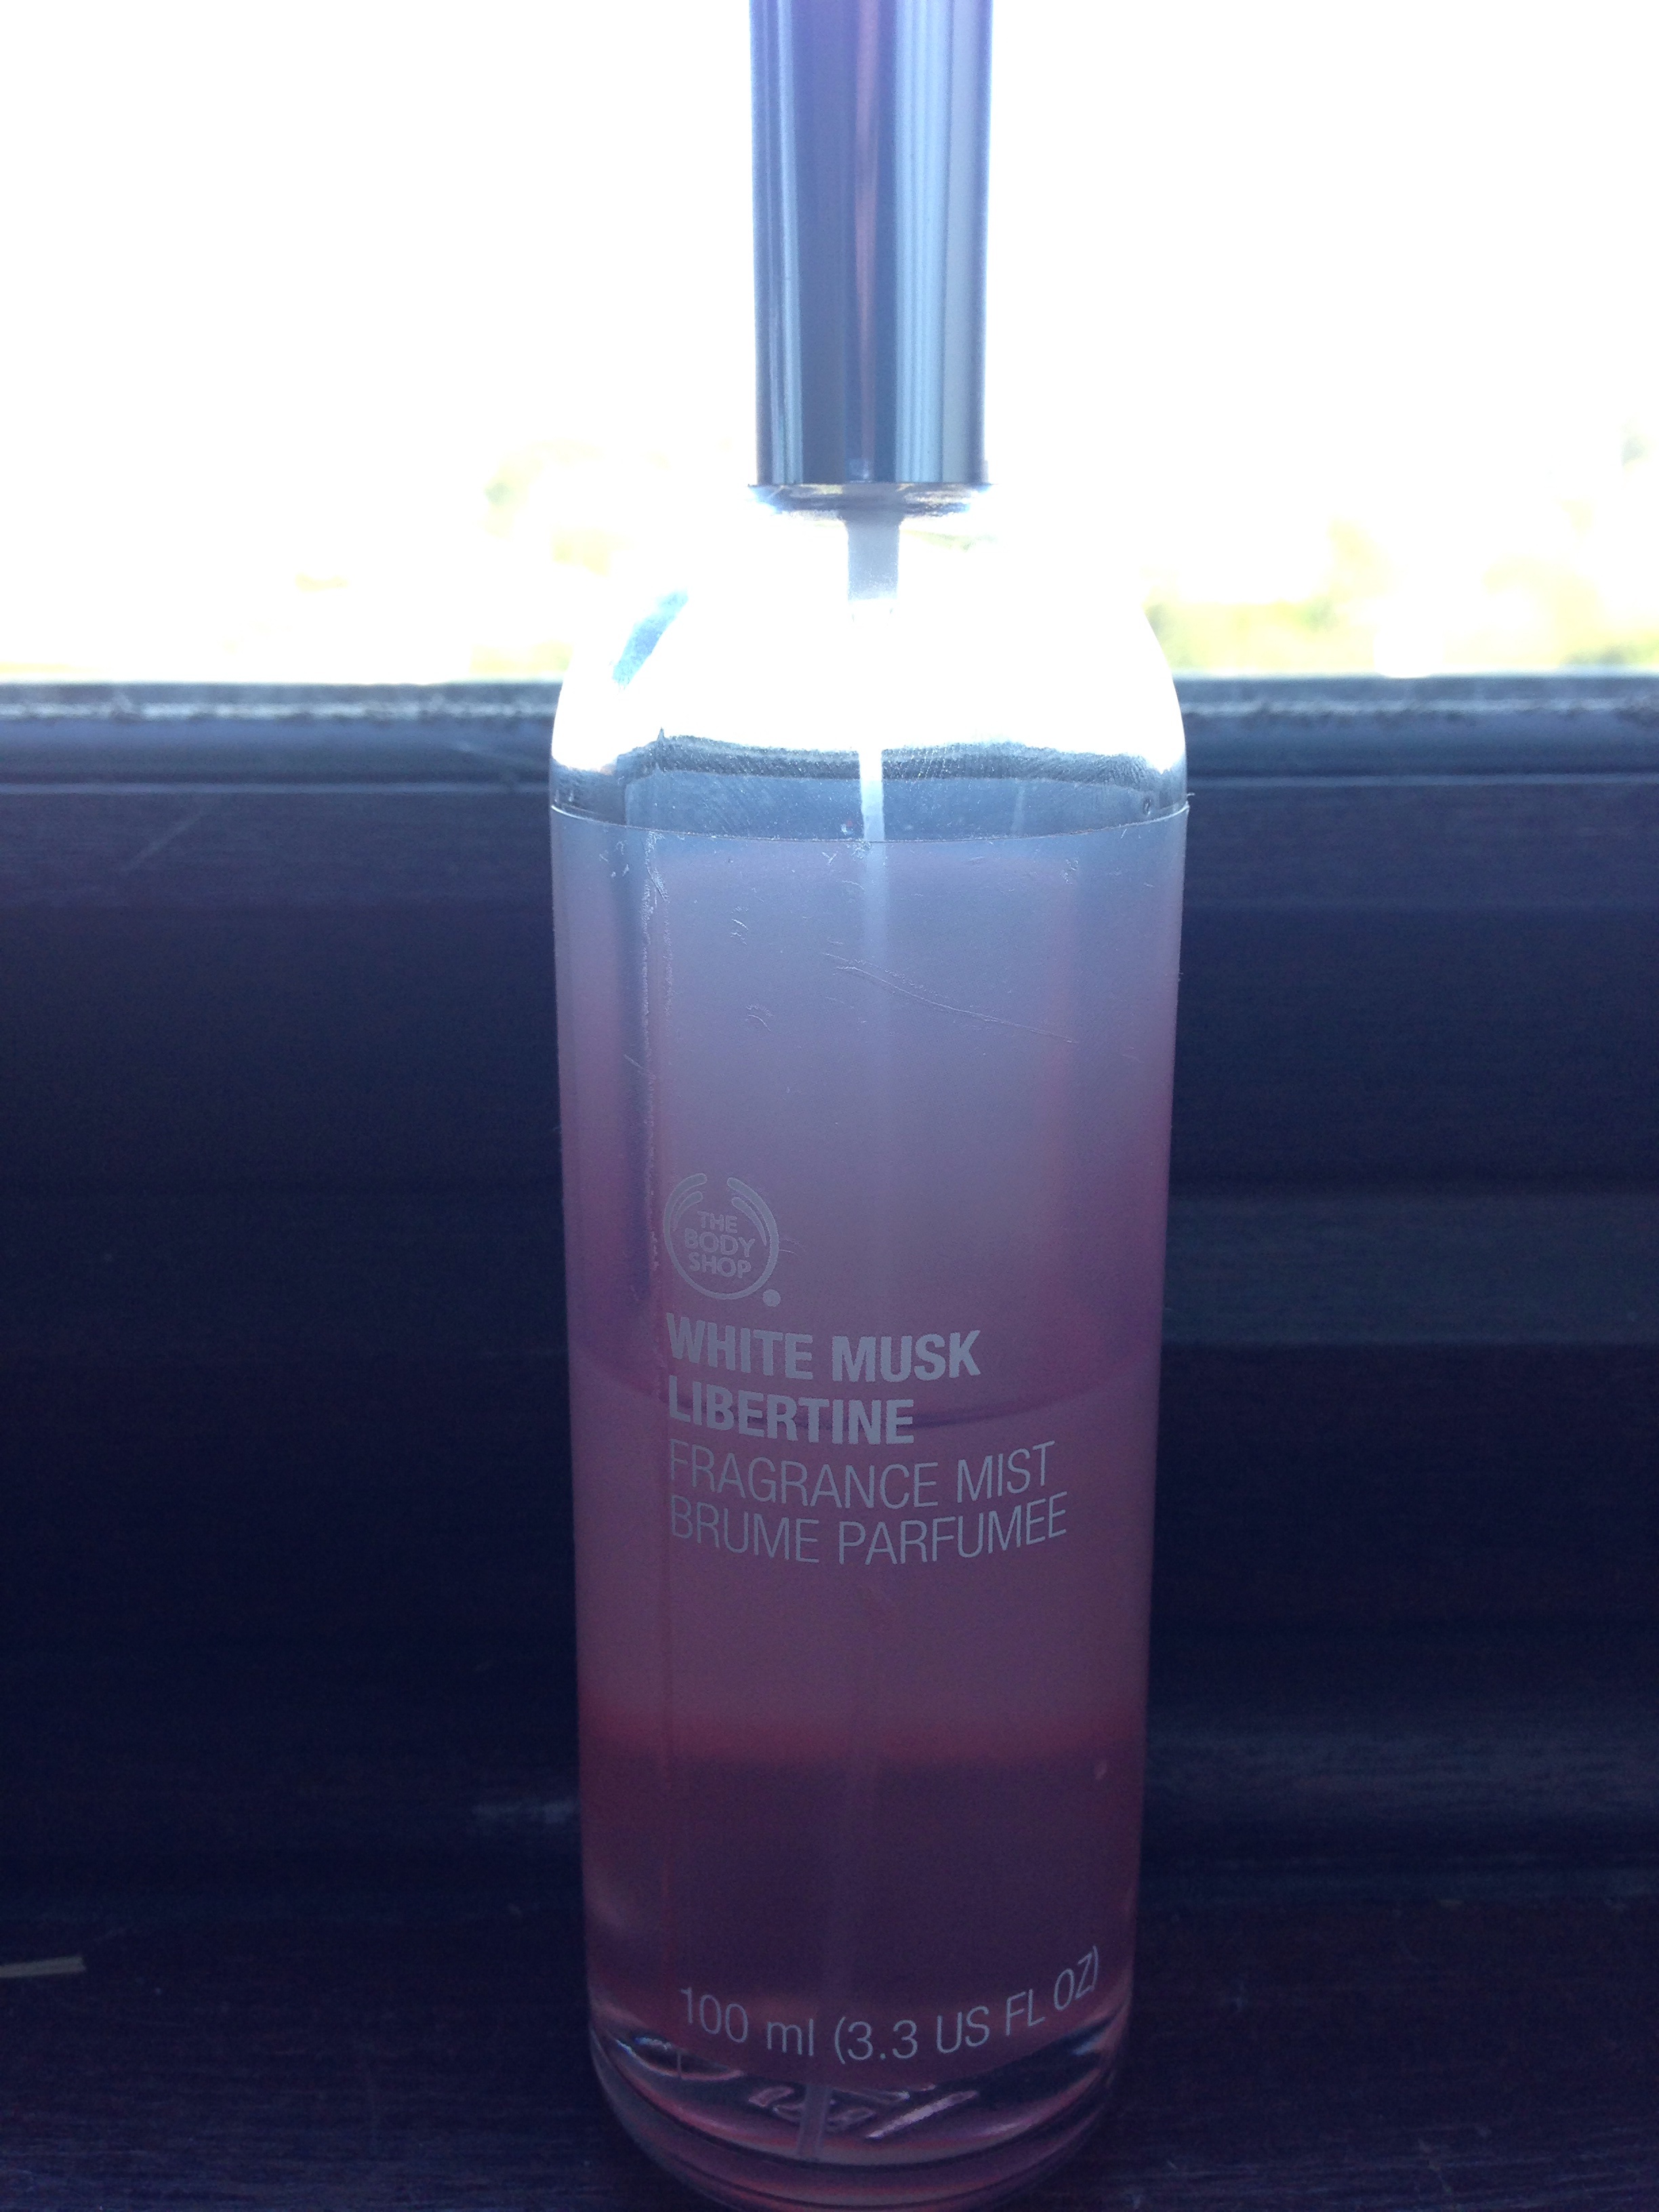 THE
BODY
SHOP
WHITE MUSK
LIBERTINE
FRAGRANCE MIST
BRUME PARFUMEE
100 ml (3.3 US FL OZ)